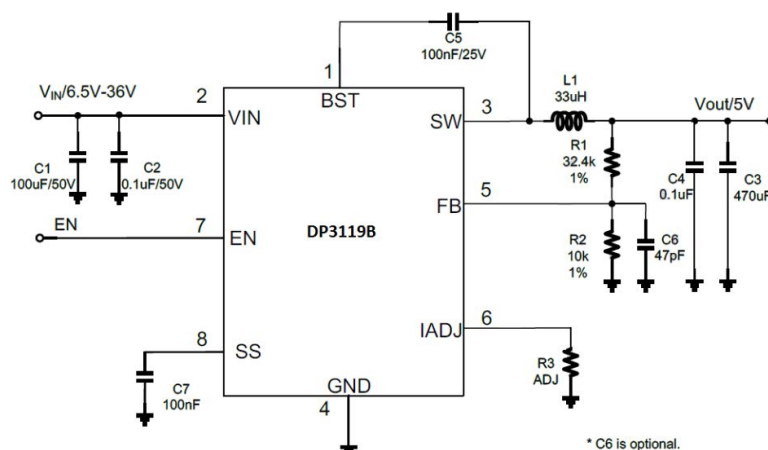 C5
100nF/25V
1
BST
VIN/6.5V-36V
2
VIN
C1
100uF/50V
C2
0.1uF/50V
SW
3
L1
33uH
Vout/5V
R1
32.4k
1%
C4
0.1uF
C3
470uF
FB
5
R2
10k
1%
C6
47pF
EN
7
EN
DP3119B
IADJ
6
R3
ADJ
8
SS
C7
100nF
GND
4
* C6 is optional.